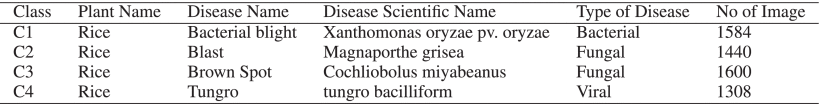 Class Plant Name Disease Name Disease Scientific Name Type of Disease No of Image
C1 Rice Bacterial blight Xanthomonas oryzae pv. oryzae Bacterial 1584
C2 Rice Blast Magnaporthe grisea Fungal 1440
C3 Rice Brown Spot Cochliobolus miyabeanus Fungal 1600
C4 Rice Tungro tungro bacilliform Viral 1308